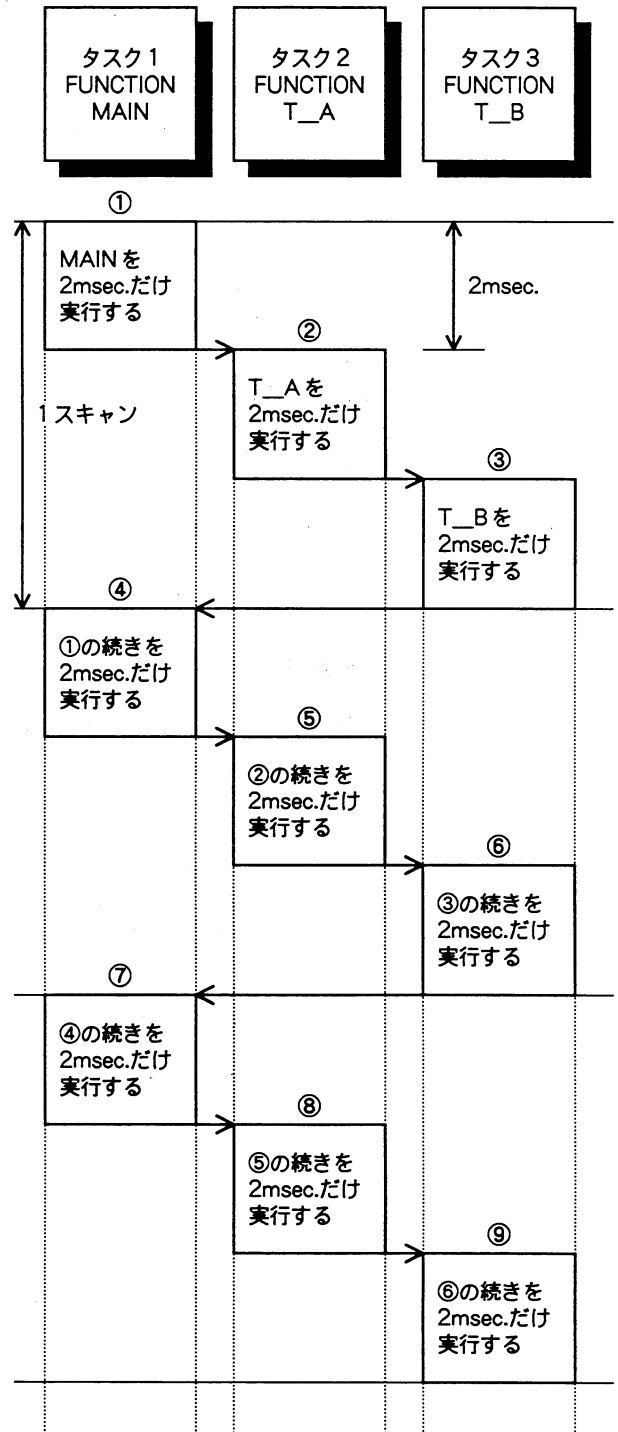 タスク1
FUNCTION
MAIN
タスク2
FUNCTION
T__A
タスク3
FUNCTION
T__B
①
MAINを
2msec.だけ
実行する
2msec.
②
T__Aを
2msec.だけ
実行する
1スキャン
③
T__Bを
2msec.だけ
実行する
④
①の続きを
2msec.だけ
実行する
⑤
②の続きを
2msec.だけ
実行する
⑥
③の続きを
2msec.だけ
実行する
⑦
④の続きを
2msec.だけ
実行する
⑧
⑤の続きを
2msec.だけ
実行する
⑨
⑥の続きを
2msec.だけ
実行する